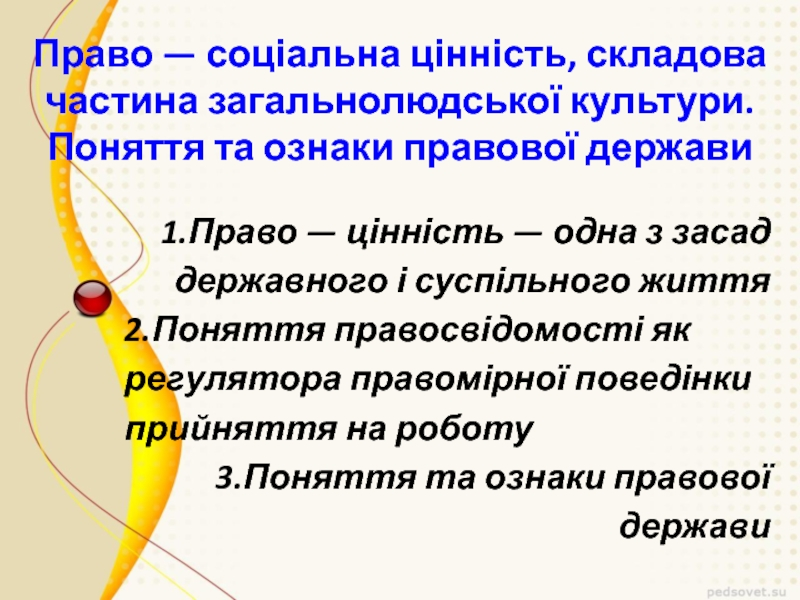 Право — соціальна цінність, складова
частина загальнолюдської культури.
Поняття та ознаки правової держави
1.Право — цінність — одна з засад
державного і суспільного життя
2.Поняття правосвідомості як
регулятора правомірної поведінки
прийняття на роботу
3.Поняття та ознаки правової
держави
pedsovet.su